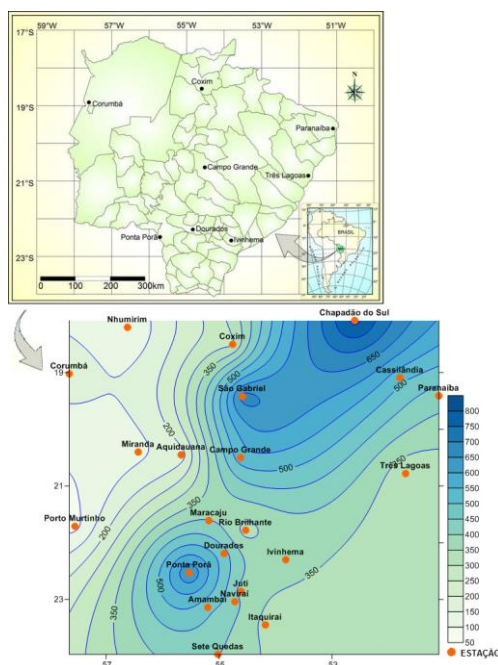 59°W 57°W 55°W 53°W 51°W
17°S
19°S
21°S
23°S
Coxim
Corumbá
N
Paranaíba
Campo Grande
Três Lagoas
Dourados
Ponta Porã
Ivinhema
0 100 200 300km
BRASIL
Nhumirim
Chapadão do Sul
Coxim
Corumbá
19
Cassilândia
São Gabriel
Paranaíba
Miranda
Aquidauana
Campo Grande
Três Lagoas
21
Maracaju
Porto Murtinho
Rio Brilhante
Dourados
Ivinhema
Ponta Porã
Juti
Naviraí
Amambai
23
Itaquiraí
Sete Quedas
57
55
350
500
650
500
200
500
350
350
200
500
350
350
800
700
650
600
550
500
450
400
350
300
250
200
150
100
50
ESTAÇÃO